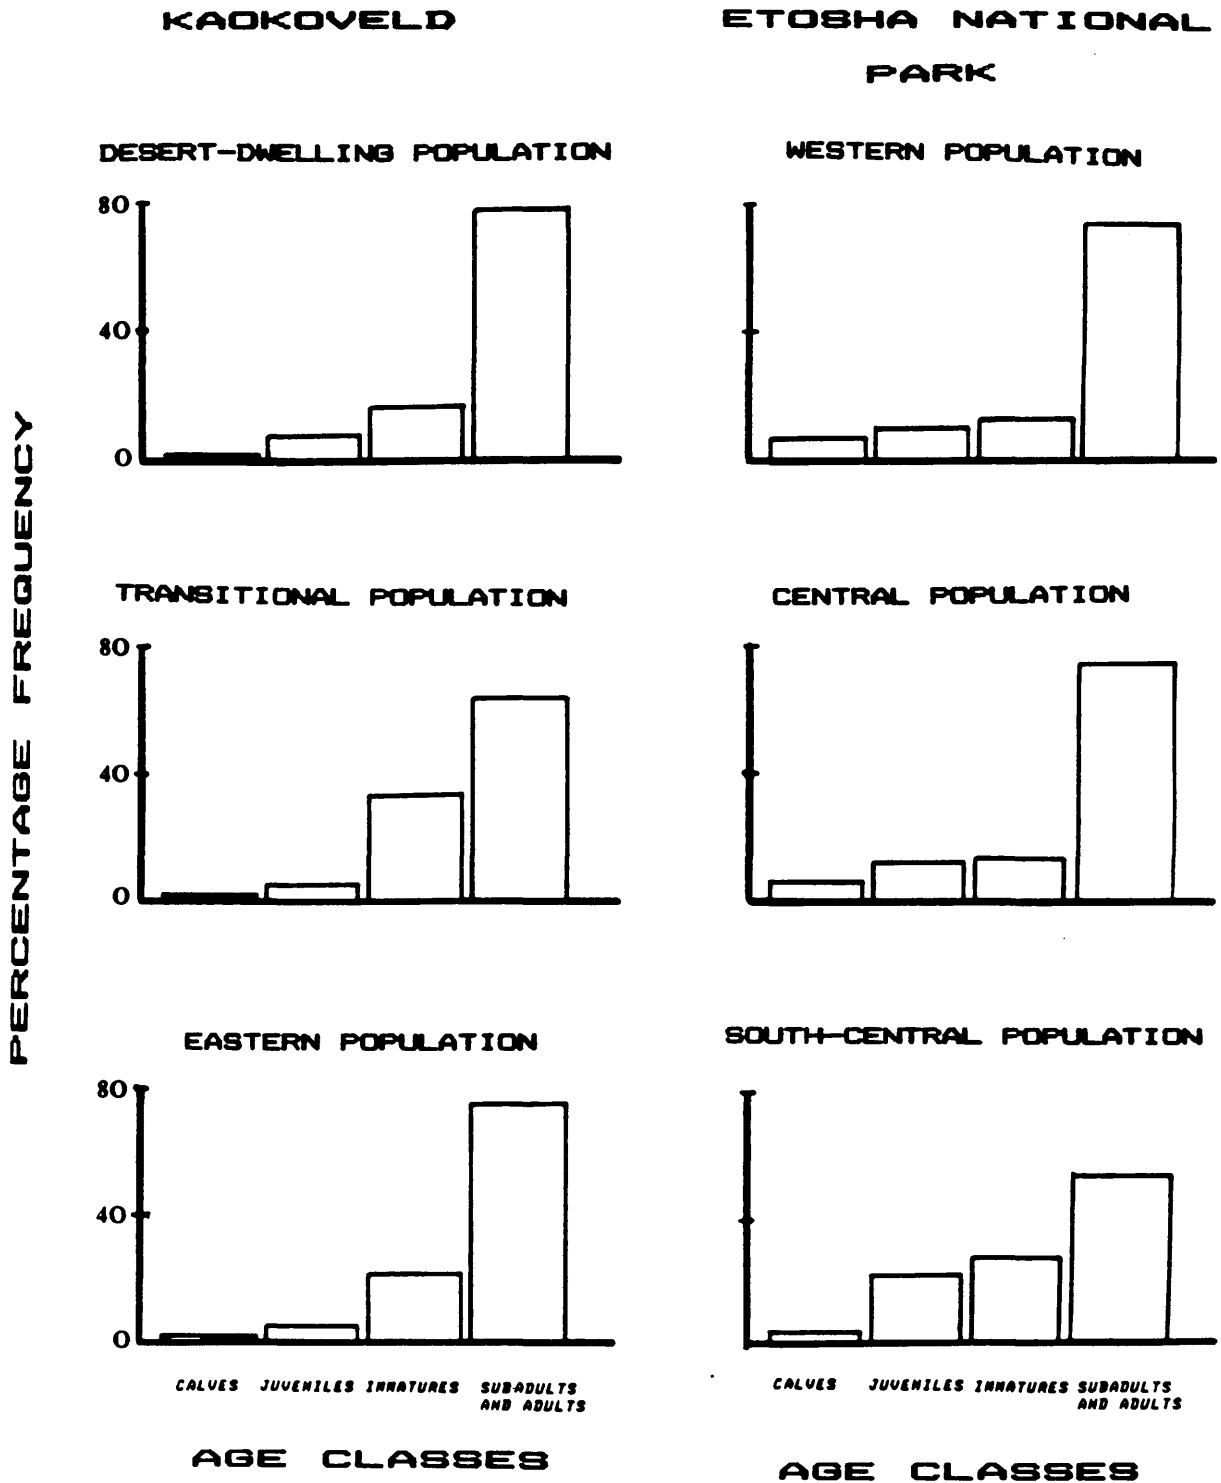 KAOKOVELD
ETOSHA NATIONAL
PARK
DESERT-DWELLING POPULATION
80
40
0
WESTERN POPULATION
PERCENTAGE FREQUENCY
TRANSITIONAL POPULATION
80
40
0
CENTRAL POPULATION
EASTERN POPULATION
80
40
0
SOUTH-CENTRAL POPULATION
CALVES JUVENILES IMMATURES SUBADULTS
AND ADULTS
CALVES JUVENILES IMMATURES SUBADULTS
AND ADULTS
AGE CLASSES
AGE CLASSES